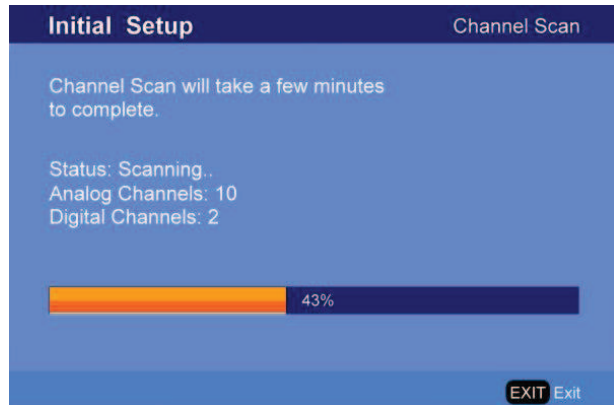 Initial Setup
Channel Scan
Channel Scan will take a few minutes
to complete.
Status: Scanning..
Analog Channels: 10
Digital Channels: 2
43%
EXIT Exit